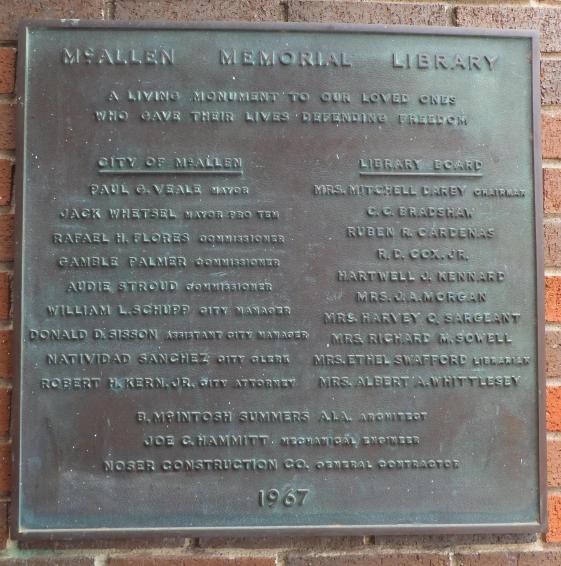 McALLEN MEMORIAL LIBRARY
A LIVING MONUMENT TO OUR LOVED ONES
WHO GAVE THEIR LIVES DEFENDING FREEDOM
CITY OF McALLEN
PAUL G. VEALE MAYOR
JACK WHETSEL MAYOR PRO TEM
RAFAEL H. FLORES COMMISSIONER
GAMBLE PALMER COMMISSIONER
AUDIE STROUD COMMISSIONER
WILLIAM L. SCHUPP CITY MANAGER
DONALD D. SISSON ASSISTANT CITY MANAGER
NATIVIDAD SANCHEZ CITY CLERK
ROBERT H. KERN, JR. CITY ATTORNEY
LIBRARY BOARD
MRS. MITCHELL DARBY CHAIRMAN
C. C. BRADSHAW
RUBEN R. CARDENAS
R. D. COX, JR.
HARTWELL J. KENNARD
MRS. J. A. MORGAN
MRS. HARVEY Q. SARGEANT
MRS. RICHARD M. SOWELL
MRS. ETHEL SWAFFORD LIBRARIAN
MRS. ALBERT A. WHITTLESEY
B. McINTOSH SUMMERS A.I.A. ARCHITECT
JOE C. HAMMITT, MECHANICAL ENGINEER
NOSER CONSTRUCTION CO. GENERAL CONTRACTOR
1967